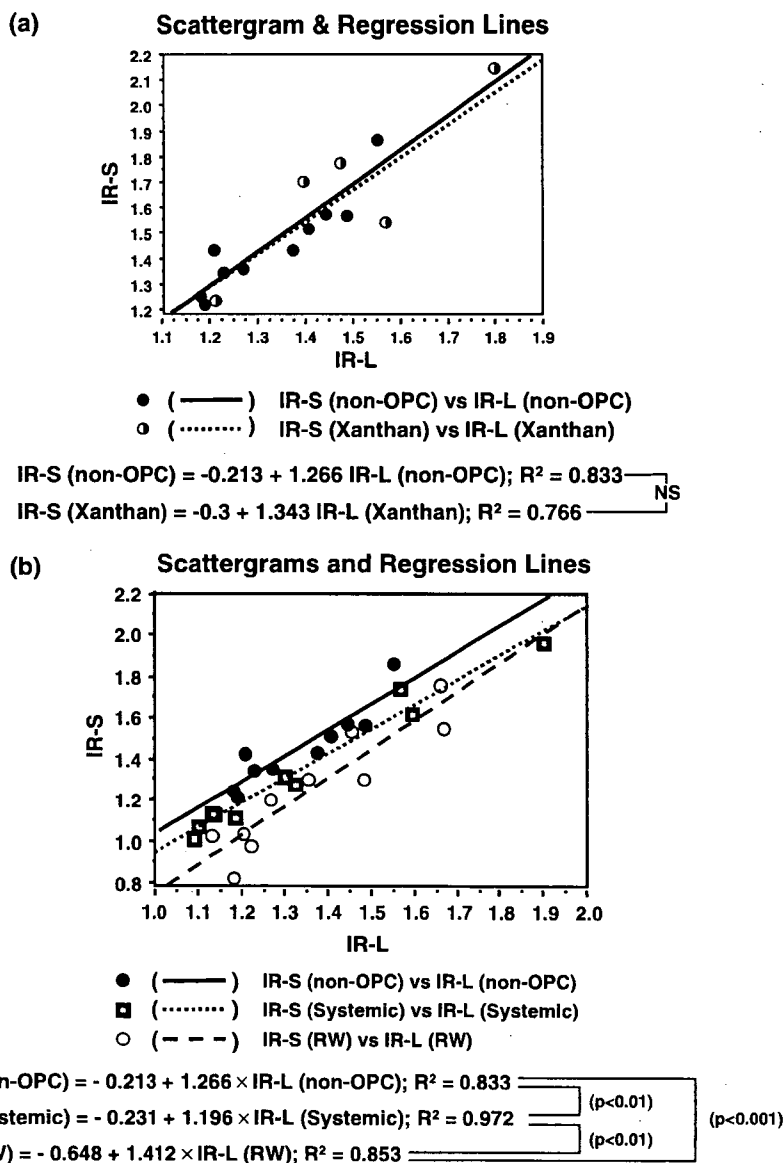 (a) Scattergram & Regression Lines
2.2
2.1
2.0
1.9
1.8
1.7
1.6
1.5
1.4
1.3
1.2
IR-S
1.1 1.2 1.3 1.4 1.5 1.6 1.7 1.8 1.9
IR-L
( ) IR-S (non-OPC) vs IR-L (non-OPC)
( ) IR-S (Xanthan) vs IR-L (Xanthan)
IR-S (non-OPC) = -0.213 + 1.266 IR-L (non-OPC); R² = 0.833
NS
IR-S (Xanthan) = -0.3 + 1.343 IR-L (Xanthan); R² = 0.766
(b) Scattergrams and Regression Lines
2.2
2.0
1.8
1.6
1.4
1.2
1.0
0.8
IR-S
1.0 1.1 1.2 1.3 1.4 1.5 1.6 1.7 1.8 1.9 2.0
IR-L
( ) IR-S (non-OPC) vs IR-L (non-OPC)
( ) IR-S (Systemic) vs IR-L (Systemic)
( ) IR-S (RW) vs IR-L (RW)
n-OPC) = - 0.213 + 1.266 × IR-L (non-OPC); R² = 0.833
(p<0.01)
stemic) = - 0.231 + 1.196 × IR-L (Systemic); R² = 0.972
(p<0.001)
(p<0.01)
) = - 0.648 + 1.412 × IR-L (RW); R² = 0.853